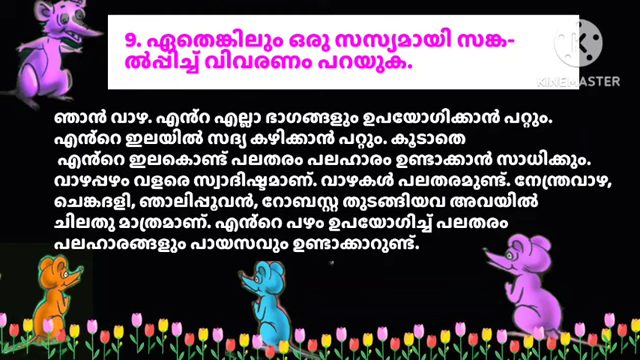 9. ഏതെങ്കിലും ഒരു സസ്യമായി സങ്ക-
ൽപ്പിച്ച് വിവരണം പറയുക.
KINEMASTER
ഞാൻ വാഴ. എൻറ എല്ലാ ഭാഗങ്ങളും ഉപയോഗിക്കാൻ പറ്റും.
എൻ്റെ ഇലയിൽ സദ്യ കഴിക്കാൻ പറ്റും. കൂടാതെ
എൻ്റെ ഇലകൊണ്ട് പലതരം പലഹാരം ഉണ്ടാക്കാൻ സാധിക്കും.
വാഴപ്പഴം വളരെ സ്വാദിഷ്ടമാണ്. വാഴകൾ പലതരമുണ്ട്. നേന്ത്രവാഴ,
ചെങ്കദളി, ഞാലിപ്പൂവൻ, റോബസ്റ്റ തുടങ്ങിയവ അവയിൽ
ചിലതു മാത്രമാണ്. എൻ്റെ പഴം ഉപയോഗിച്ച് പലതരം
പലഹാരങ്ങളും പായസവും ഉണ്ടാക്കാറുണ്ട്.